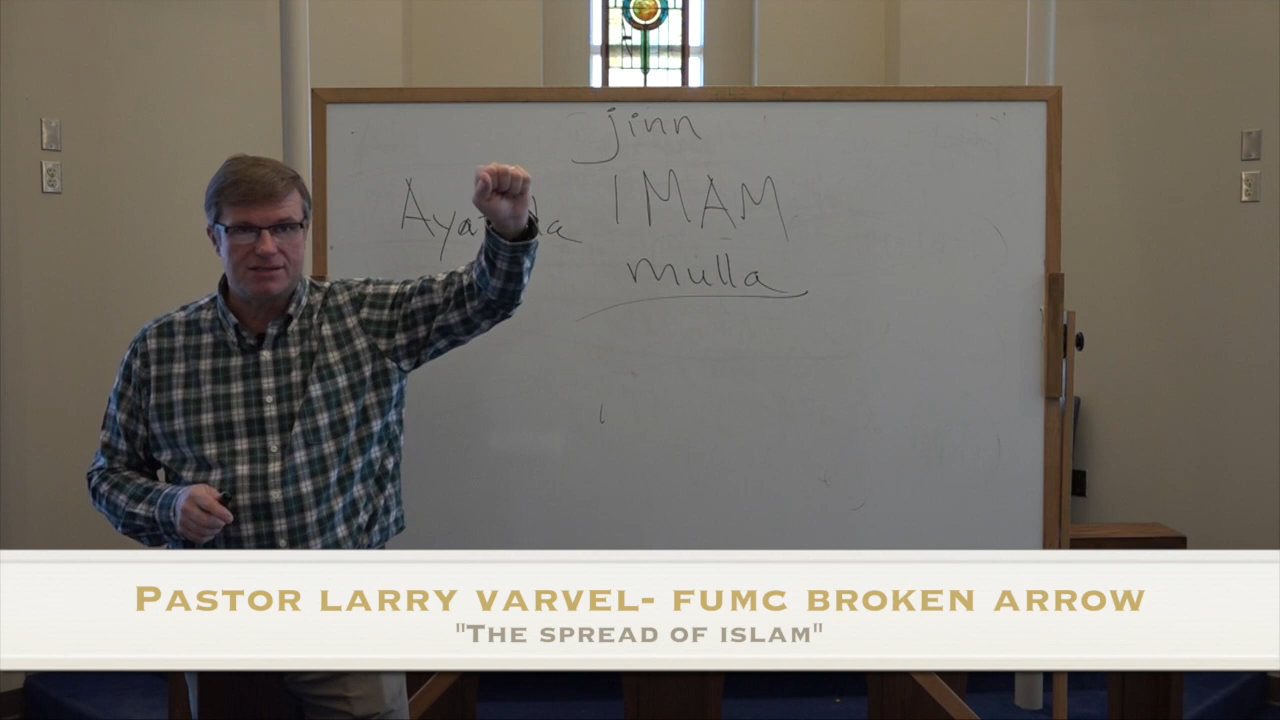 jinn
IMAM
mulla
PASTOR LARRY VARVEL- FUMC BROKEN ARROW
"THE SPREAD OF ISLAM"